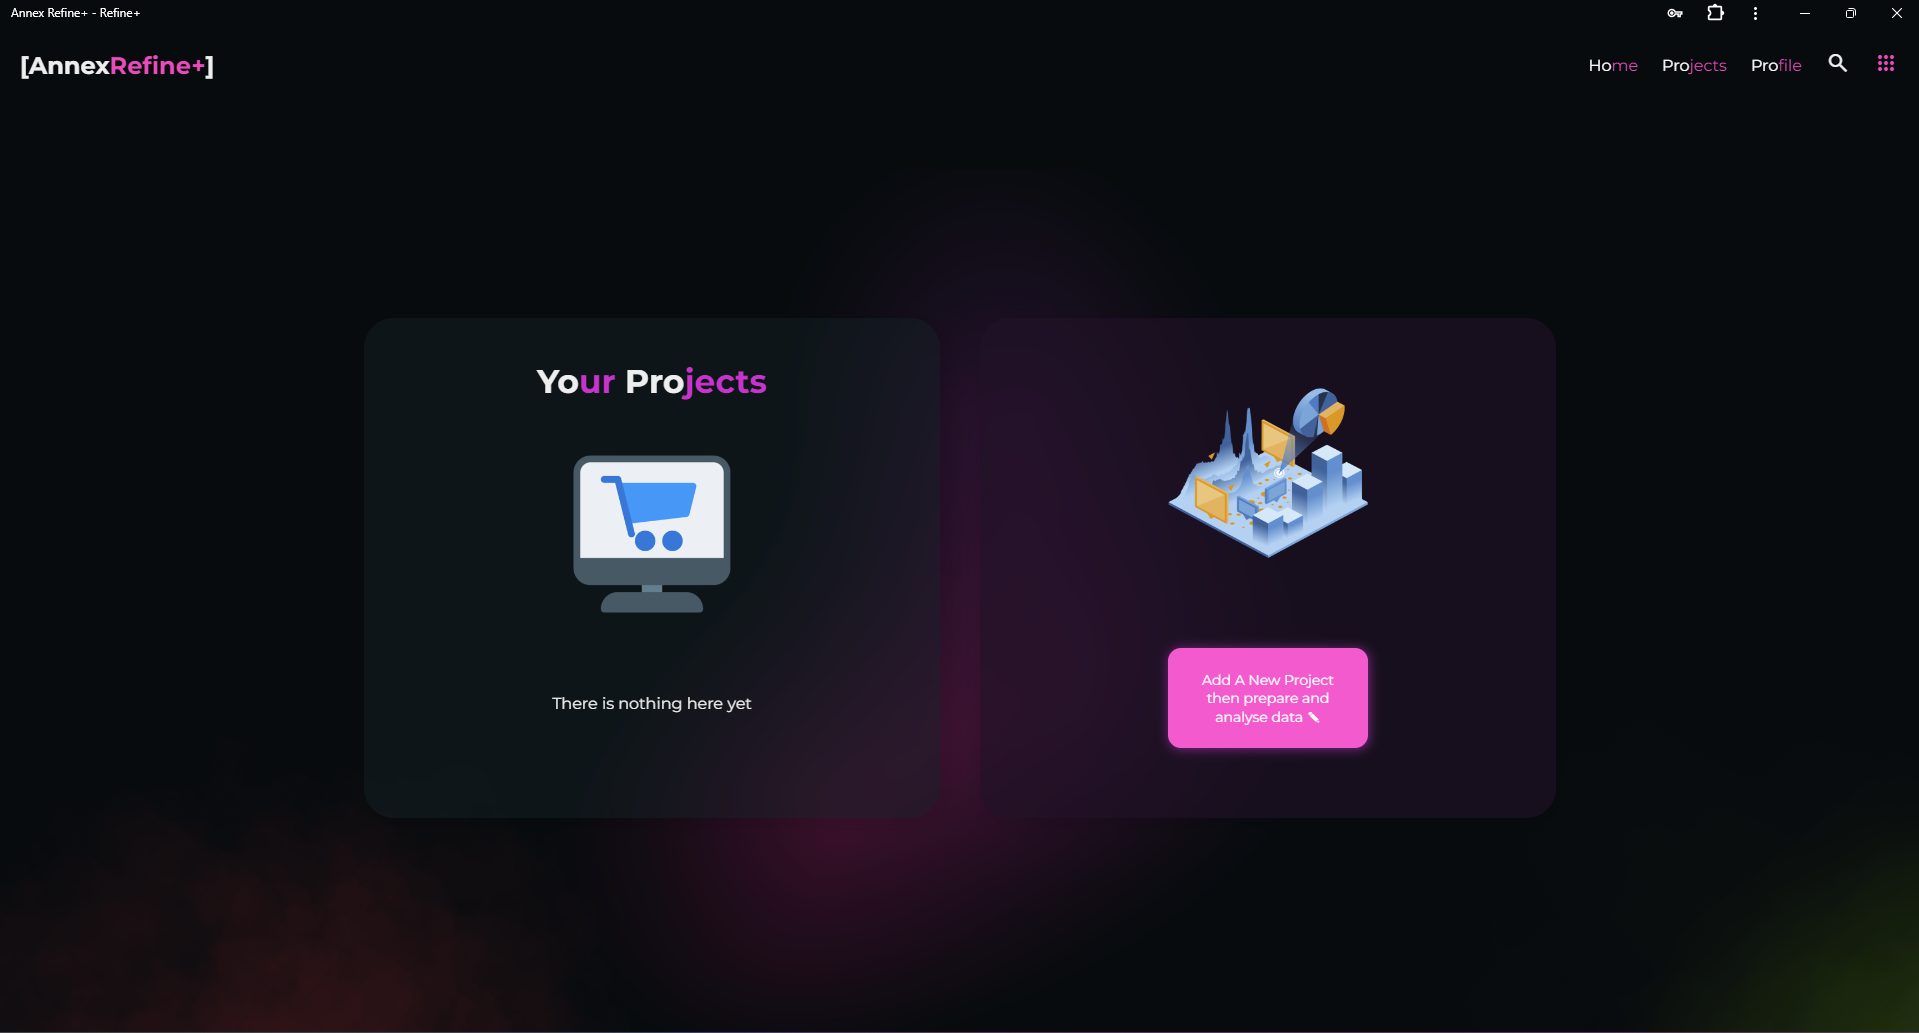 Annex Refine+ - Refine+
[AnnexRefine+]
Home Projects Profile
Your Projects
There is nothing here yet
Add A New Project
then prepare and
analyse data